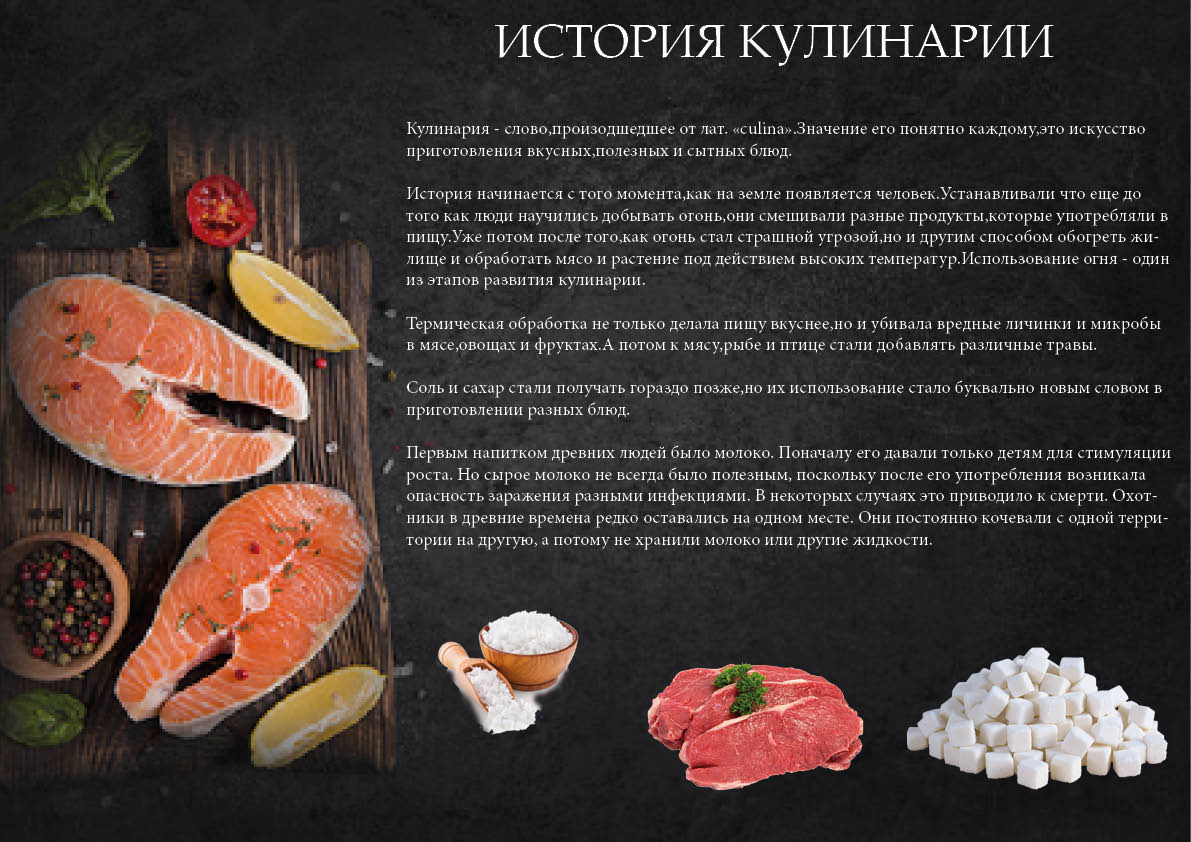 ИСТОРИЯ КУЛИНАРИИ
Кулинария - слово,произодшедшее от лат. «culina».Значение его понятно каждому,это искусство
приготовления вкусных,полезных и сытных блюд.
История начинается с того момента,как на земле появляется человек.Устанавливали что еще до
того как люди научились добывать огонь,они смешивали разные продукты,которые употребляли в
пищу.Уже потом после того,как огонь стал страшной угрозой,но и другим способом обогреть жи-
лище и обработать мясо и растение под действием высоких температур.Использование огня - один
из этапов развития кулинарии.
Термическая обработка не только делала пищу вкуснее,но и убивала вредные личинки и микробы
в мясе,овощах и фруктах.А потом к мясу,рыбе и птице стали добавлять различные травы.
Соль и сахар стали получать гораздо позже,но их использование стало буквально новым словом в
приготовлении разных блюд.
Первым напитком древних людей было молоко. Поначалу его давали только детям для стимуляции
роста. Но сырое молоко не всегда было полезным, поскольку после его употребления возникала
опасность заражения разными инфекциями. В некоторых случаях это приводило к смерти. Охот-
ники в древние времена редко оставались на одном месте. Они постоянно кочевали с одной терри-
тории на другую, а потому не хранили молоко или другие жидкости.